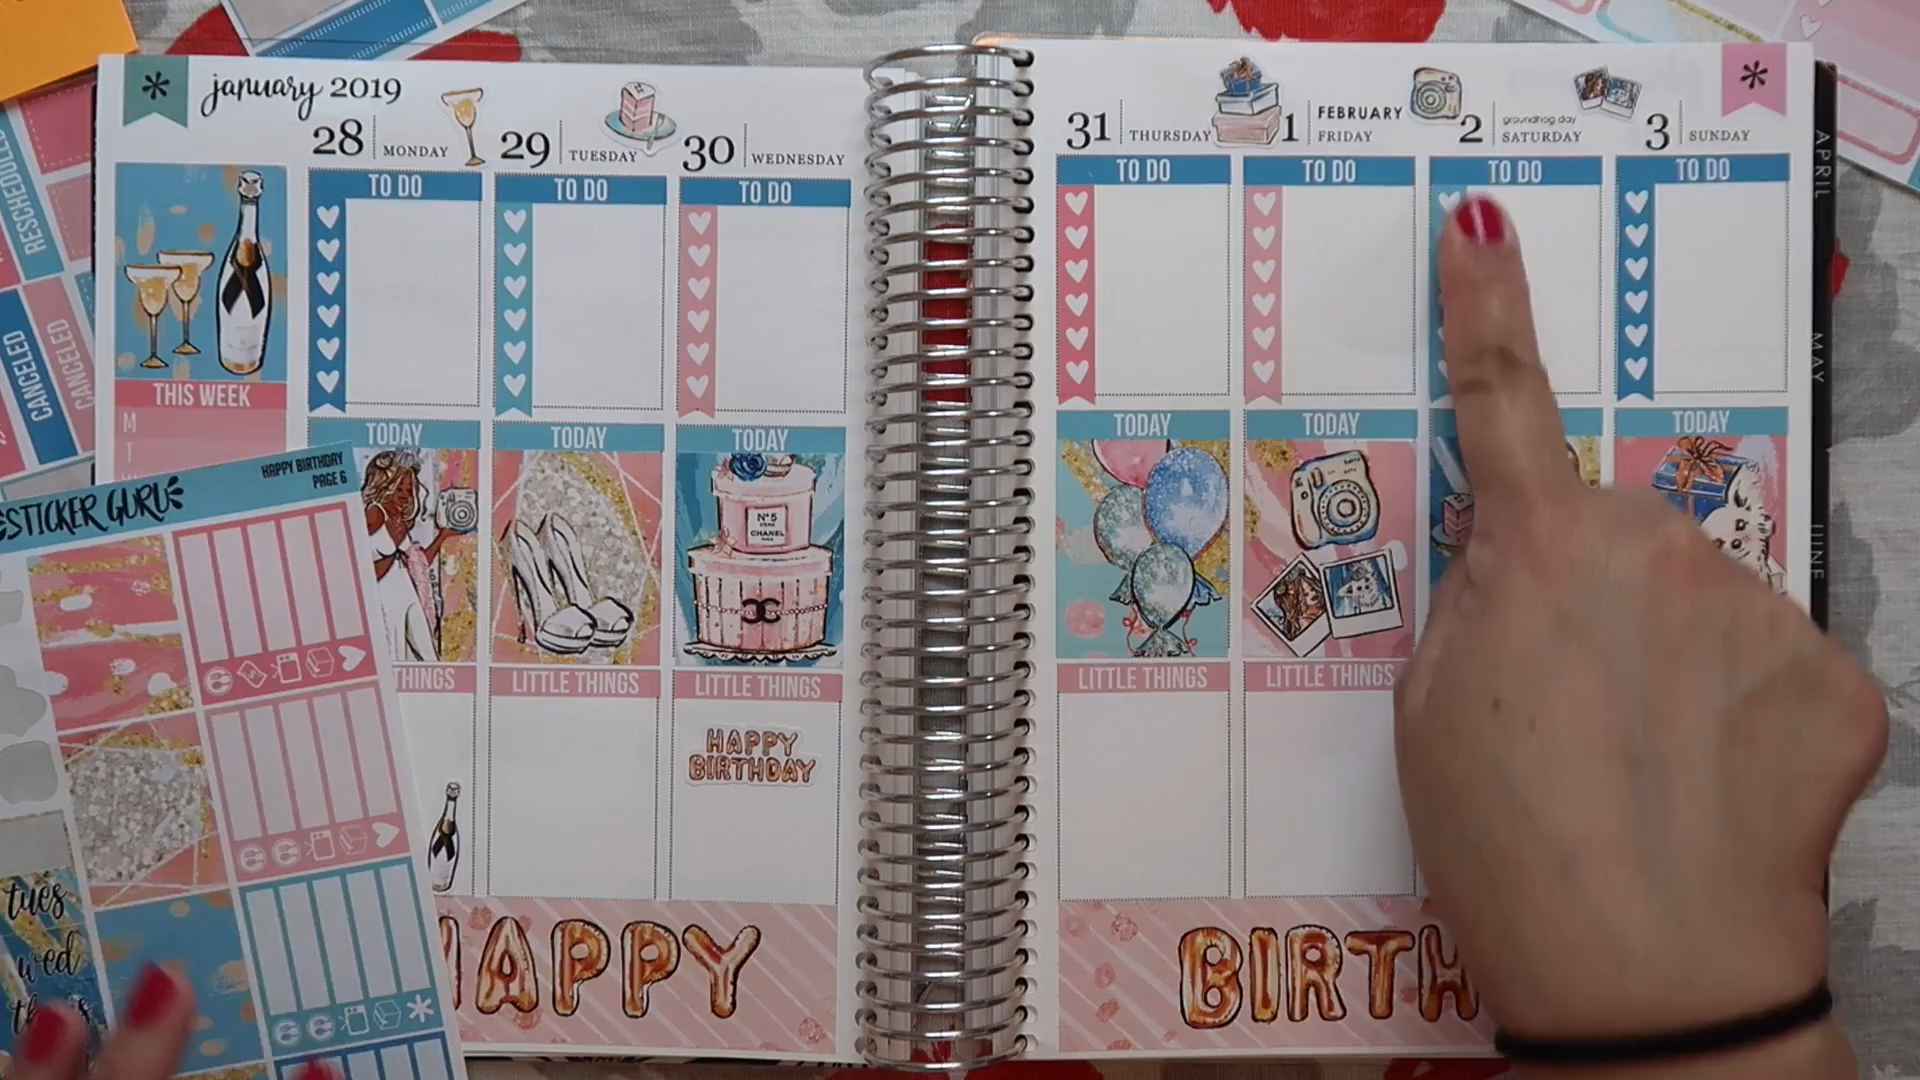 january 2019
28 MONDAY
29 TUESDAY
30 WEDNESDAY
31 THURSDAY
1 FEBRUARY FRIDAY
2 groundhog day SATURDAY
3 SUNDAY
TO DO
TO DO
TO DO
TO DO
TO DO
TO DO
TO DO
THIS WEEK
M
T
TODAY
TODAY
TODAY
TODAY
TODAY
TODAY
N°5
CHANEL
THINGS
LITTLE THINGS
LITTLE THINGS
LITTLE THINGS
LITTLE THINGS
HAPPY
BIRTHDAY
HAPPY
BIRTH
RESCHEDULED
CANCELED
CANCELED
STICKER GURU
HAPPY BIRTHDAY
PAGE 6
tues
wed
APRIL
MAY
JUNE